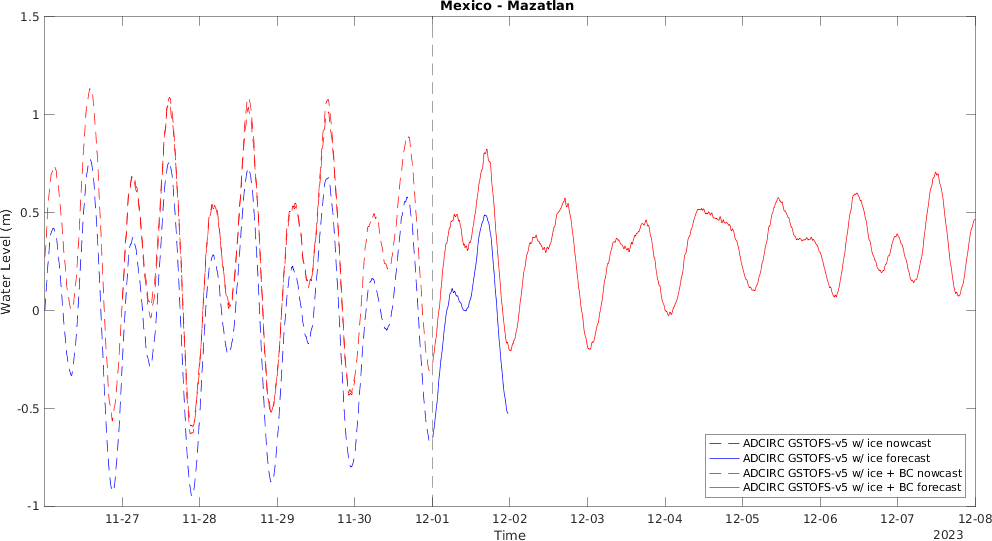 Mexico - Mazatlan
1.5
1
0.5
0
-0.5
-1
Water Level (m)
11-27 11-28 11-29 11-30 12-01 12-02 12-03 12-04 12-05 12-06 12-07 12-08
Time
2023
ADCIRC GSTOFS-v5 w/ ice nowcast
ADCIRC GSTOFS-v5 w/ ice forecast
ADCIRC GSTOFS-v5 w/ ice + BC nowcast
ADCIRC GSTOFS-v5 w/ ice + BC forecast